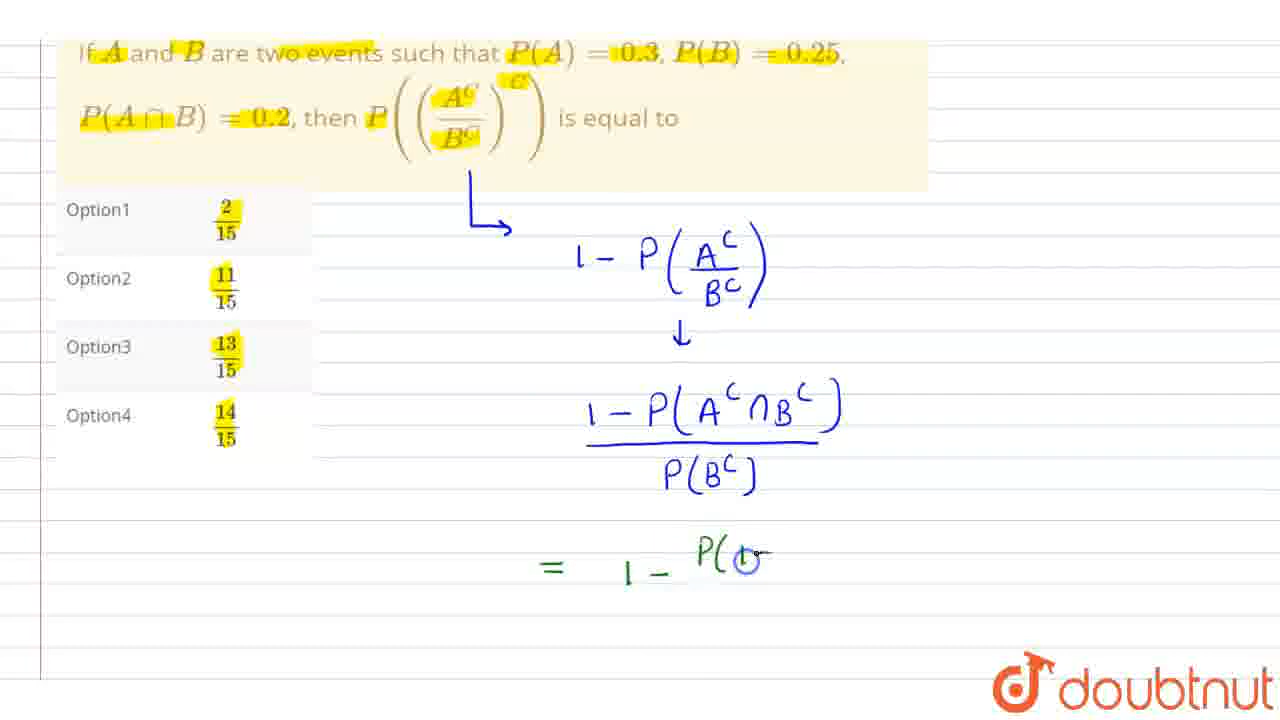 If A and B are two events such that P(A) = 0.3, P(B) = 0.25,
P(A ∩ B) = 0.2, then P(((A^C)/(B^C))^C) is equal to
Option1 2/15
Option2 11/15
Option3 13/15
Option4 14/15
1 - P(A^C/B^C)
↓
1 - P(A^C ∩ B^C)
P(B^C)
= 1 - P(1-
doubtnut